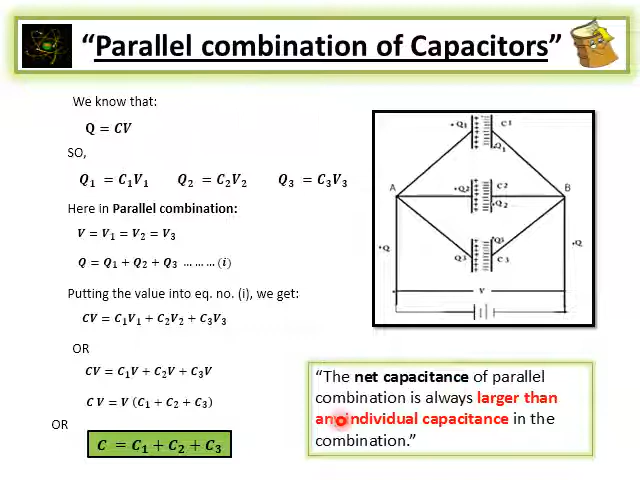 “Parallel combination of Capacitors”
We know that:
Q = CV
SO,
Q₁ = C₁V₁ Q₂ = C₂V₂ Q₃ = C₃V₃
Here in Parallel combination:
V = V₁ = V₂ = V₃
Q = Q₁ + Q₂ + Q₃ ... ... ... (i)
Putting the value into eq. no. (i), we get:
CV = C₁V₁ + C₂V₂ + C₃V₃
OR
CV = C₁V + C₂V + C₃V
C V = V ( C₁ + C₂ + C₃)
OR
C = C₁ + C₂ + C₃
+Q1 C1
Q1
A Q2 C2 B
Q2
Q3
Q3 C3
+Q Q
V
“The net capacitance of parallel
combination is always larger than
individual capacitance in the
combination.”